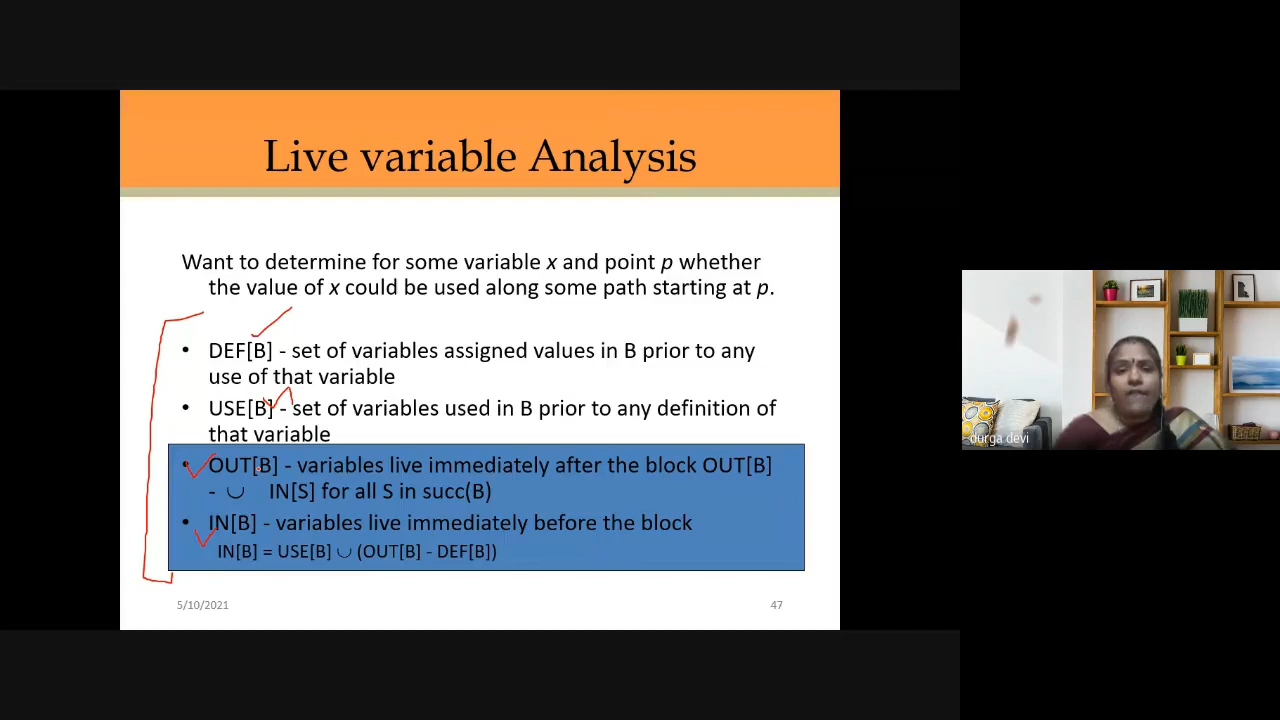 Live variable Analysis
Want to determine for some variable x and point p whether
the value of x could be used along some path starting at p.
• DEF[B] - set of variables assigned values in B prior to any
use of that variable
• USE[B] - set of variables used in B prior to any definition of
that variable
• OUT[B] - variables live immediately after the block OUT[B]
- ∪ IN[S] for all S in succ(B)
• IN[B] - variables live immediately before the block
IN[B] = USE[B] ∪ (OUT[B] - DEF[B])
5/10/2021
47
durga devi